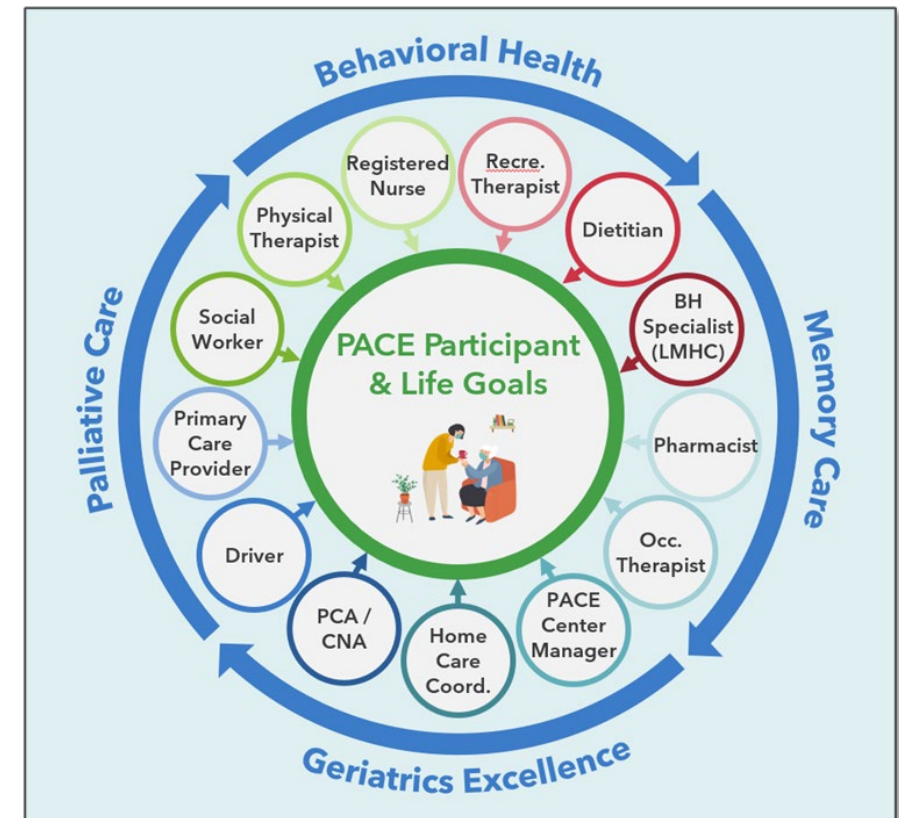 Behavioral Health
Registered
Nurse
Recre.
Therapist
Physical
Therapist
Dietitian
Social
Worker
BH
Specialist
(LMHC)
PACE Participant
& Life Goals
Palliative Care
Memory Care
Primary
Care
Provider
Pharmacist
Driver
Occ.
Therapist
PCA /
CNA
Home
Care
Coord.
PACE
Center
Manager
Geriatrics Excellence